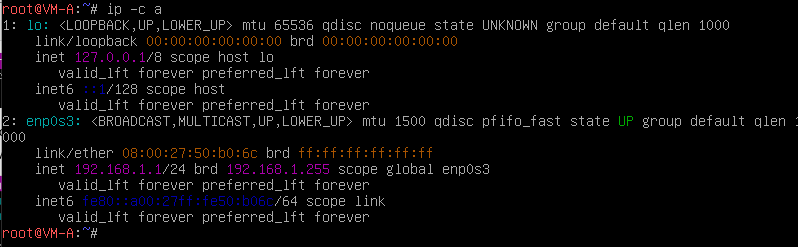 root@VM-A:~# ip -c a
1: lo: <LOOPBACK,UP,LOWER_UP> mtu 65536 qdisc noqueue state UNKNOWN group default qlen 1000
    link/loopback 00:00:00:00:00:00 brd 00:00:00:00:00:00
    inet 127.0.0.1/8 scope host lo
       valid_lft forever preferred_lft forever
    inet6 ::1/128 scope host
       valid_lft forever preferred_lft forever
2: enp0s3: <BROADCAST,MULTICAST,UP,LOWER_UP> mtu 1500 qdisc pfifo_fast state UP group default qlen 1
000
    link/ether 08:00:27:50:b0:6c brd ff:ff:ff:ff:ff:ff
    inet 192.168.1.1/24 brd 192.168.1.255 scope global enp0s3
       valid_lft forever preferred_lft forever
    inet6 fe80::a00:27ff:fe50:b06c/64 scope link
       valid_lft forever preferred_lft forever
root@VM-A:~#